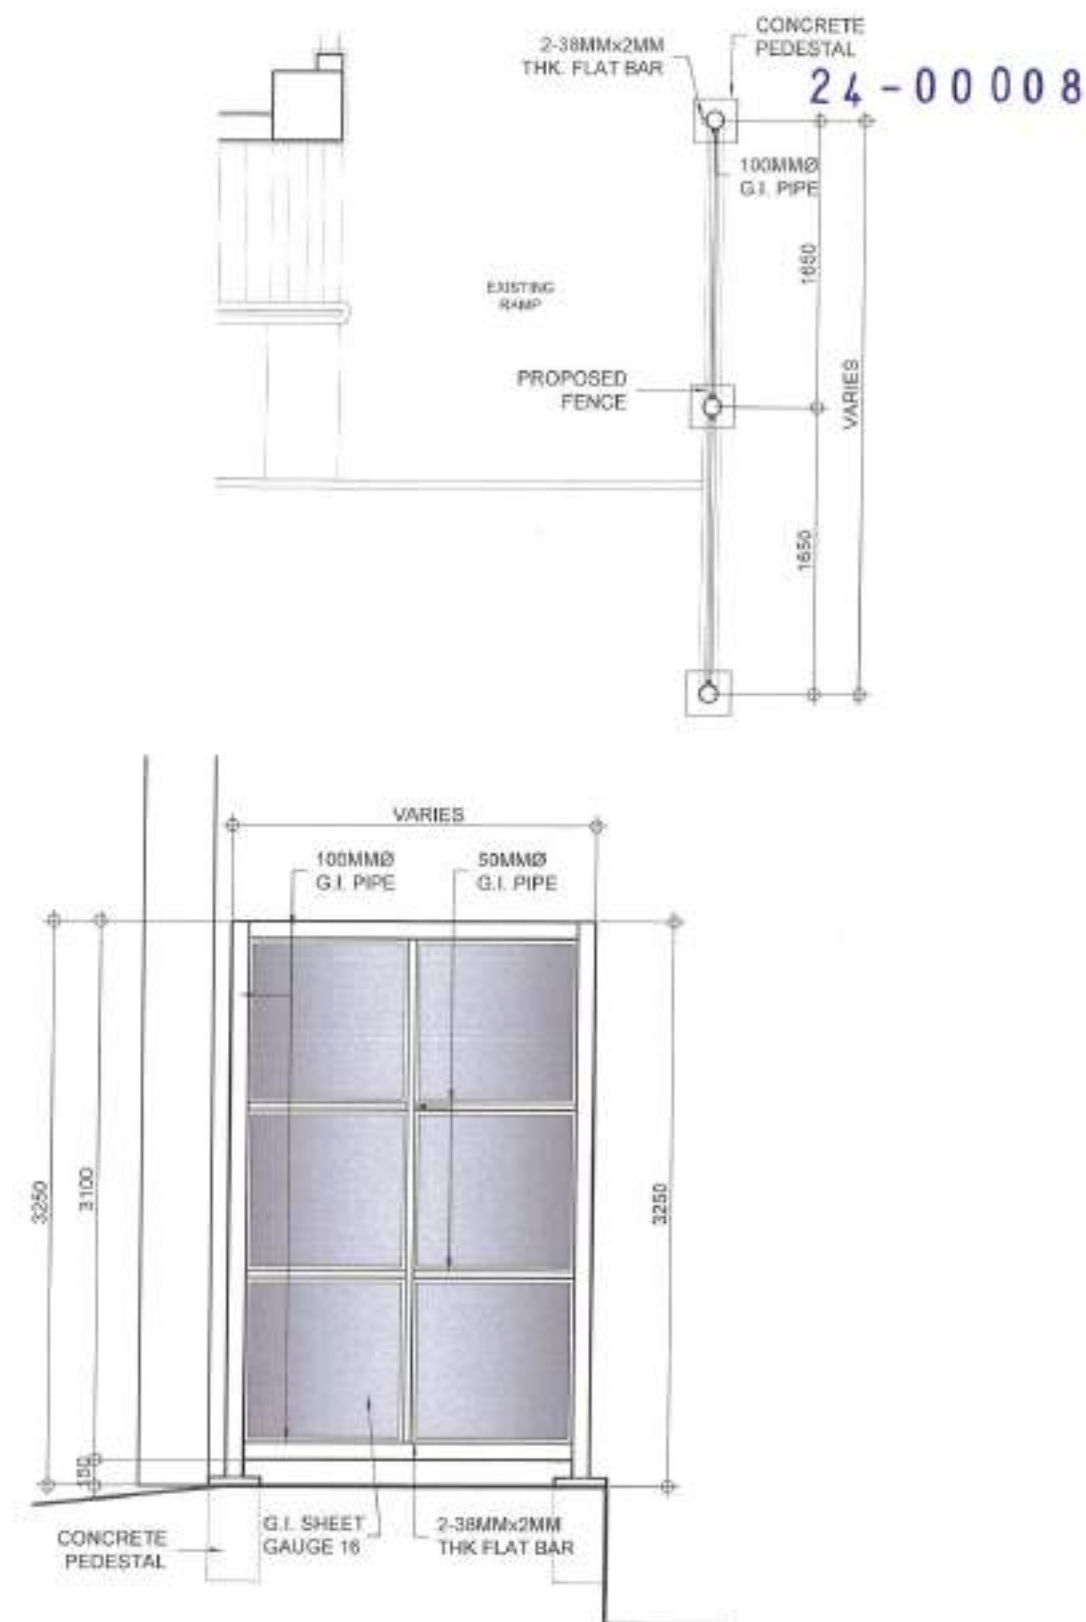 2-38MMx2MM
THK. FLAT BAR
CONCRETE
PEDESTAL
24-00008
100MMØ
G.I. PIPE
1650
EXISTING
RAMP
PROPOSED
FENCE
VARIES
1650
VARIES
100MMØ
G.I. PIPE
50MMØ
G.I. PIPE
3250
3100
3250
150
CONCRETE
PEDESTAL
G.I. SHEET
GAUGE 16
2-38MMx2MM
THK FLAT BAR